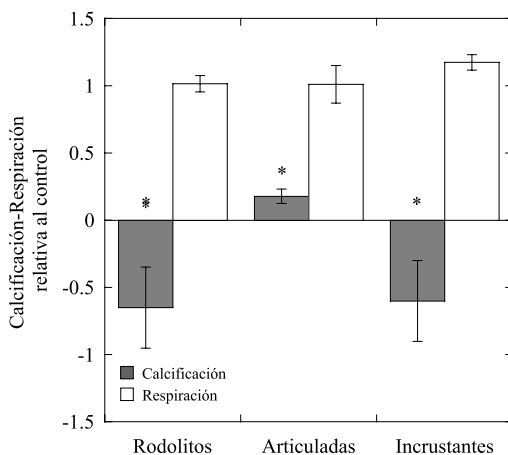 Calcificación-Respiración
relativa al control
1.5
1
0.5
0
-0.5
-1
-1.5
*
*
*
*
Calcificación
Respiración
Rodolitos Articuladas Incrustantes